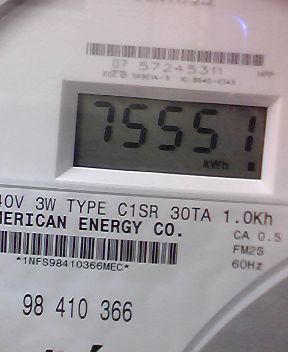 07 57245311
75551
kWh
40V 3W TYPE C1SR 30TA 1.0Kh
MERICAN ENERGY CO.
CA 0.5
FM2S
*1NFS98410366MEC*
60Hz
98 410 366